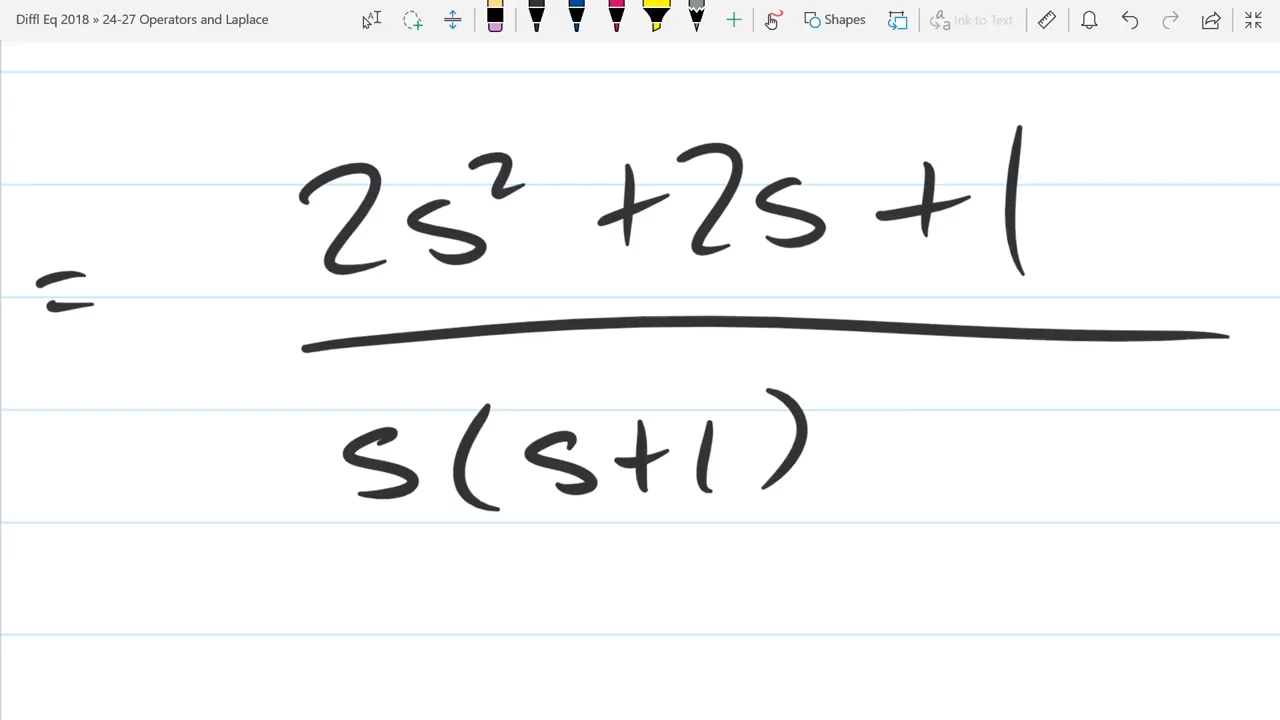 Diffl Eq 2018 » 24-27 Operators and Laplace
Shapes
Ink to Text
= 2s² + 2s + 1
s(s+1)